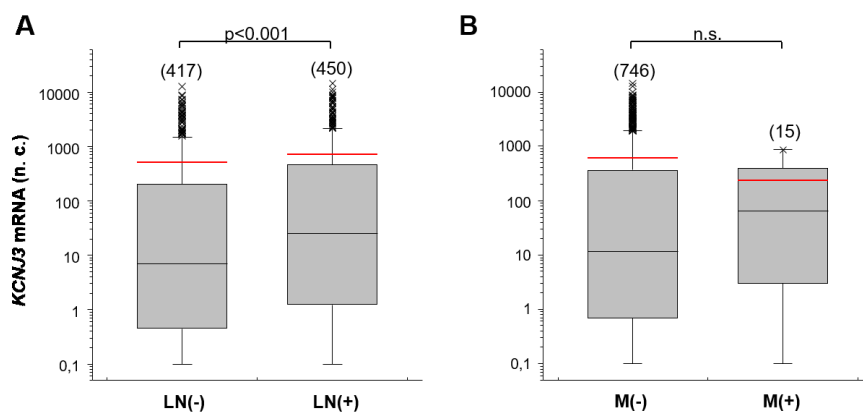 A
p<0.001
(417)
(450)
KCNJ3 mRNA (n. c.)
10000
1000
100
10
1
0,1
LN(-)
LN(+)
B
n.s.
(746)
(15)
10000
1000
100
10
1
0,1
M(-)
M(+)